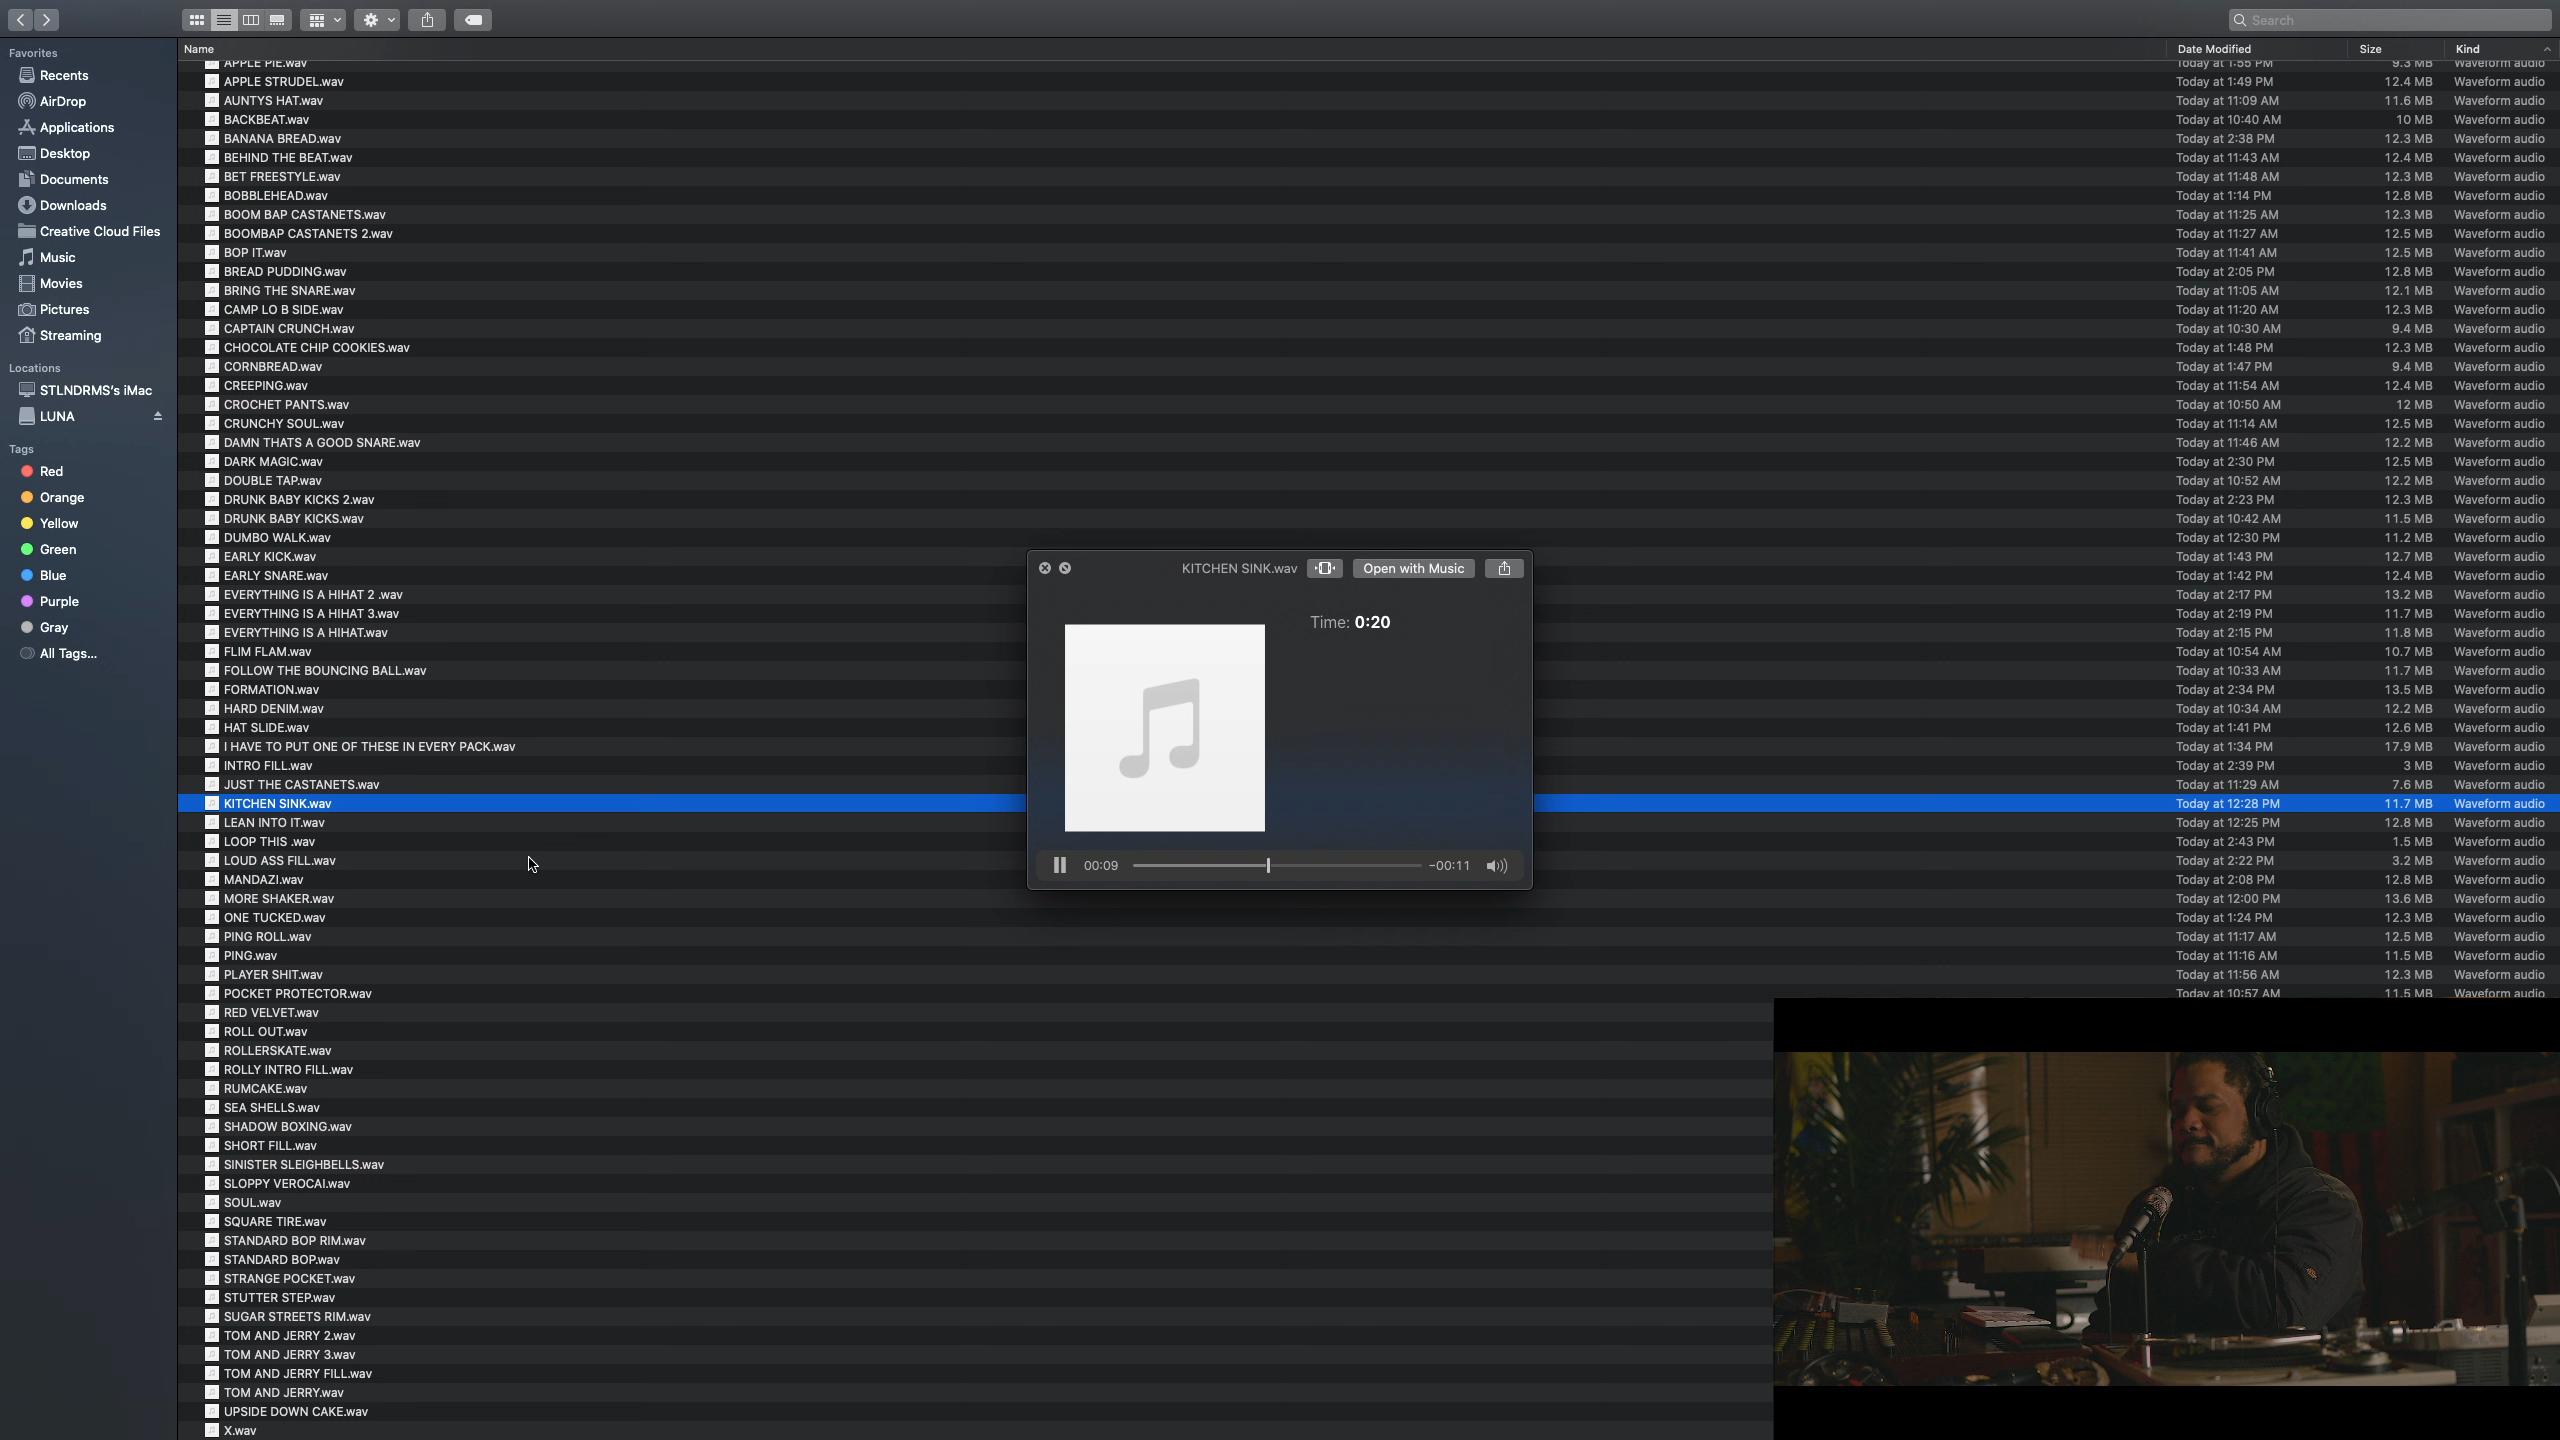 Search
Favorites
Recents
AirDrop
Applications
Desktop
Documents
Downloads
Creative Cloud Files
Music
Movies
Pictures
Streaming
Locations
STLNDRMS's iMac
LUNA
Tags
Red
Orange
Yellow
Green
Blue
Purple
Gray
All Tags...
Name Date Modified Size Kind
APPLE PIE.wav Today at 1:55 PM 9.3 MB Waveform audio
APPLE STRUDEL.wav Today at 1:49 PM 12.4 MB Waveform audio
AUNTYS HAT.wav Today at 11:09 AM 11.6 MB Waveform audio
BACKBEAT.wav Today at 10:40 AM 10 MB Waveform audio
BANANA BREAD.wav Today at 2:38 PM 12.3 MB Waveform audio
BEHIND THE BEAT.wav Today at 11:43 AM 12.4 MB Waveform audio
BET FREESTYLE.wav Today at 11:48 AM 12.3 MB Waveform audio
BOBBLEHEAD.wav Today at 1:14 PM 12.8 MB Waveform audio
BOOM BAP CASTANETS.wav Today at 11:25 AM 12.3 MB Waveform audio
BOOMBAP CASTANETS 2.wav Today at 11:27 AM 12.5 MB Waveform audio
BOP IT.wav Today at 11:41 AM 12.5 MB Waveform audio
BREAD PUDDING.wav Today at 2:05 PM 12.8 MB Waveform audio
BRING THE SNARE.wav Today at 11:05 AM 12.1 MB Waveform audio
CAMP LO B SIDE.wav Today at 11:20 AM 12.3 MB Waveform audio
CAPTAIN CRUNCH.wav Today at 10:30 AM 9.4 MB Waveform audio
CHOCOLATE CHIP COOKIES.wav Today at 1:48 PM 12.3 MB Waveform audio
CORNBREAD.wav Today at 1:47 PM 9.4 MB Waveform audio
CREEPING.wav Today at 11:54 AM 12.4 MB Waveform audio
CROCHET PANTS.wav Today at 10:50 AM 12 MB Waveform audio
CRUNCHY SOUL.wav Today at 11:14 AM 12.5 MB Waveform audio
DAMN THATS A GOOD SNARE.wav Today at 11:46 AM 12.2 MB Waveform audio
DARK MAGIC.wav Today at 2:30 PM 12.5 MB Waveform audio
DOUBLE TAP.wav Today at 10:52 AM 12.2 MB Waveform audio
DRUNK BABY KICKS 2.wav Today at 2:23 PM 12.3 MB Waveform audio
DRUNK BABY KICKS.wav Today at 10:42 AM 11.5 MB Waveform audio
DUMBO WALK.wav Today at 12:30 PM 11.2 MB Waveform audio
EARLY KICK.wav Today at 1:43 PM 12.7 MB Waveform audio
EARLY SNARE.wav Today at 1:42 PM 12.4 MB Waveform audio
EVERYTHING IS A HIHAT 2 .wav Today at 2:17 PM 13.2 MB Waveform audio
EVERYTHING IS A HIHAT 3.wav Today at 2:19 PM 11.7 MB Waveform audio
EVERYTHING IS A HIHAT.wav Today at 2:15 PM 11.8 MB Waveform audio
FLIM FLAM.wav Today at 10:54 AM 10.7 MB Waveform audio
FOLLOW THE BOUNCING BALL.wav Today at 10:33 AM 11.7 MB Waveform audio
FORMATION.wav Today at 2:34 PM 13.5 MB Waveform audio
HARD DENIM.wav Today at 10:34 AM 12.2 MB Waveform audio
HAT SLIDE.wav Today at 1:41 PM 12.6 MB Waveform audio
I HAVE TO PUT ONE OF THESE IN EVERY PACK.wav Today at 1:34 PM 17.9 MB Waveform audio
INTRO FILL.wav Today at 2:39 PM 3 MB Waveform audio
JUST THE CASTANETS.wav Today at 11:29 AM 7.6 MB Waveform audio
KITCHEN SINK.wav Today at 12:28 PM 11.7 MB Waveform audio
LEAN INTO IT.wav Today at 12:25 PM 12.8 MB Waveform audio
LOOP THIS .wav Today at 2:43 PM 1.5 MB Waveform audio
LOUD ASS FILL.wav Today at 2:22 PM 3.2 MB Waveform audio
MANDAZI.wav Today at 2:08 PM 12.8 MB Waveform audio
MORE SHAKER.wav Today at 12:00 PM 13.6 MB Waveform audio
ONE TUCKED.wav Today at 1:24 PM 12.3 MB Waveform audio
PING ROLL.wav Today at 11:17 AM 12.5 MB Waveform audio
PING.wav Today at 11:16 AM 11.5 MB Waveform audio
PLAYER SHIT.wav Today at 11:56 AM 12.3 MB Waveform audio
POCKET PROTECTOR.wav Today at 10:57 AM 11.5 MB Waveform audio
RED VELVET.wav
ROLL OUT.wav
ROLLERSKATE.wav
ROLLY INTRO FILL.wav
RUMCAKE.wav
SEA SHELLS.wav
SHADOW BOXING.wav
SHORT FILL.wav
SINISTER SLEIGHBELLS.wav
SLOPPY VEROCAI.wav
SOUL.wav
SQUARE TIRE.wav
STANDARD BOP RIM.wav
STANDARD BOP.wav
STRANGE POCKET.wav
STUTTER STEP.wav
SUGAR STREETS RIM.wav
TOM AND JERRY 2.wav
TOM AND JERRY 3.wav
TOM AND JERRY FILL.wav
TOM AND JERRY.wav
UPSIDE DOWN CAKE.wav
X.wav
KITCHEN SINK.wav Open with Music
Time: 0:20
00:09 -00:11